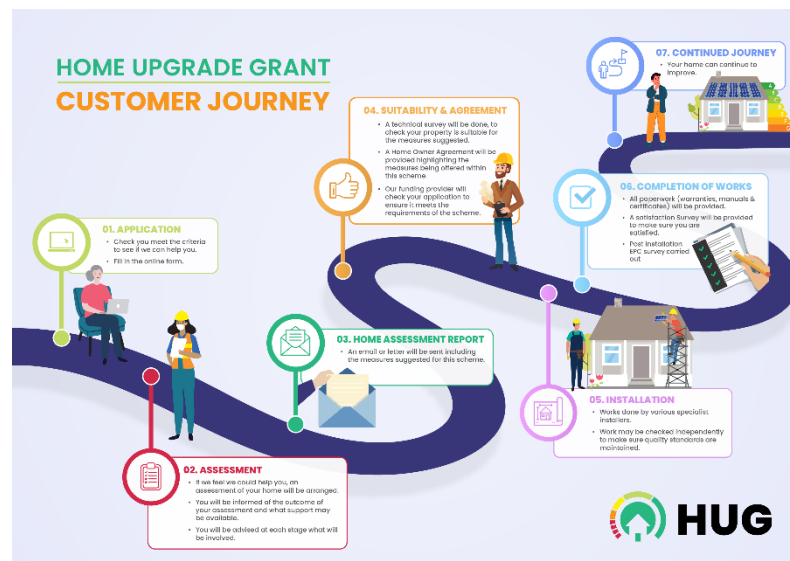 HOME UPGRADE GRANT
CUSTOMER JOURNEY
01. APPLICATION
• Check you meet the criteria
to see if we can help you.
• Fill in the online form.
02. ASSESSMENT
• If we feel we could help you, an
assessment of your home will be arranged.
• You will be informed of the outcome of
your assessment and what support may
be available.
• You will be advised at each stage what will
be involved.
03. HOME ASSESSMENT REPORT
• An email or letter will be sent including
the measures suggested for this scheme.
04. SUITABILITY & AGREEMENT
• A technical survey will be done, to
check your property is suitable for
the measures suggested.
• A Home Owner Agreement will be
provided highlighting the
measures being offered within
this scheme.
• Our funding provider will
check your application to
ensure it meets the
requirements of the scheme.
05. INSTALLATION
• Works done by various specialist
installers.
• Work may be checked independently
to make sure quality standards are
maintained.
06. COMPLETION OF WORKS
• All paperwork (warranties, manuals &
certificates) will be provided.
• A satisfaction Survey will be provided
to make sure you are
satisfied.
• Post Installation
EPC survey carried
out
07. CONTINUED JOURNEY
• Your home can continue to
improve.
HUG